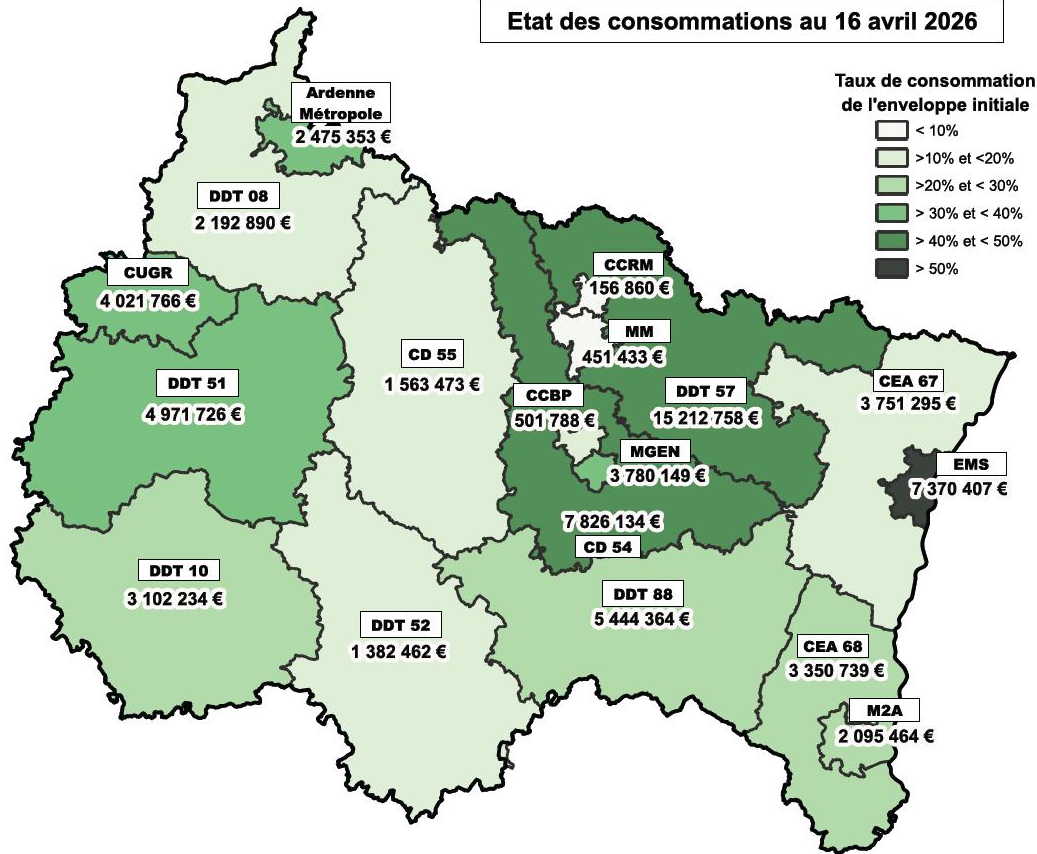 Etat des consommations au 16 avril 2026
Taux de consommation
de l'enveloppe initiale
< 10%
>10% et <20%
>20% et < 30%
> 30% et < 40%
> 40% et < 50%
> 50%
Ardenne
Métropole
2 475 353 €
DDT 08
2 192 890 €
CUGR
4 021 766 €
CCRM
156 860 €
MM
451 433 €
CD 55
1 563 473 €
DDT 51
4 971 726 €
CCBP
501 788 €
DDT 57
15 212 758 €
CEA 67
3 751 295 €
MGEN
3 780 149 €
EMS
7 370 407 €
7 826 134 €
CD 54
DDT 10
3 102 234 €
DDT 88
5 444 364 €
DDT 52
1 382 462 €
CEA 68
3 350 739 €
M2A
2 095 464 €